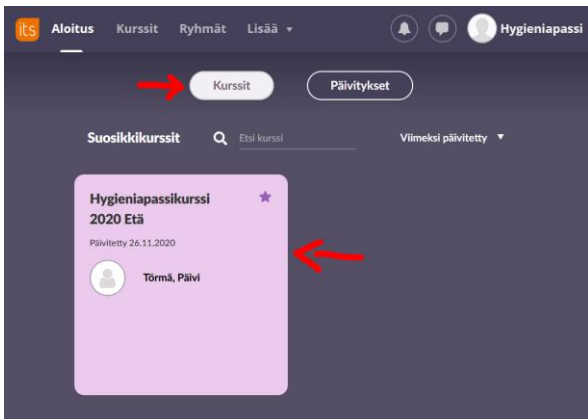 its Aloitus Kurssit Ryhmät Lisää Hygieniapassi
Kurssit Päivitykset
Suosikkikurssit Etsi kurssi Viimeksi päivitetty
Hygieniapassikurssi
2020 Etä
Päivitetty 26.11.2020
Törmä, Päivi